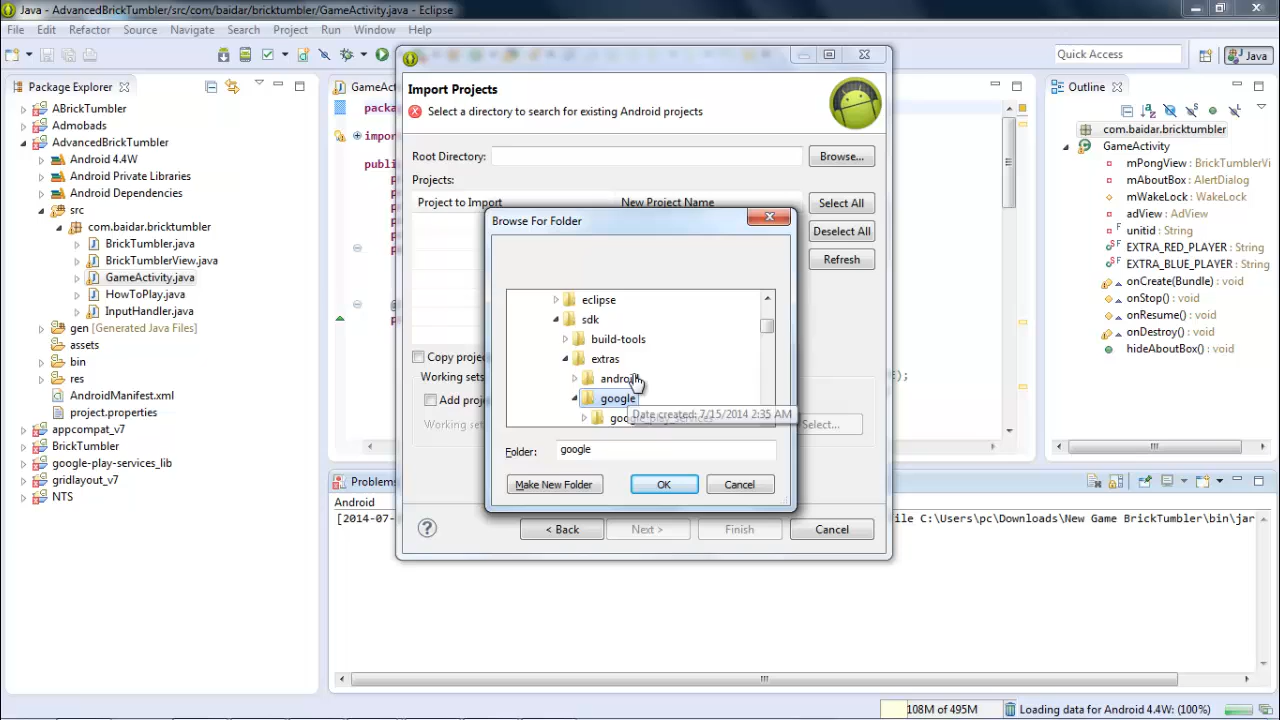 Java - AdvancedBrickTumbler/src/com/baidar/bricktumbler/GameActivity.java - Eclipse
File Edit Refactor Source Navigate Search Project Run Window Help
Quick Access
Java
Package Explorer
ABrickTumbler
Admobads
AdvancedBrickTumbler
Android 4.4W
Android Private Libraries
Android Dependencies
src
com.baidar.bricktumbler
BrickTumbler.java
BrickTumblerView.java
GameActivity.java
HowToPlay.java
InputHandler.java
gen [Generated Java Files]
assets
bin
res
AndroidManifest.xml
project.properties
appcompat_v7
BrickTumbler
google-play-services_lib
gridlayout_v7
NTS
Import Projects
Select a directory to search for existing Android projects
Root Directory:
Browse...
Projects:
Project to Import New Project Name
Select All
Deselect All
Refresh
Working sets
Select...
< Back Next > Finish Cancel
Browse For Folder
eclipse
sdk
build-tools
extras
android
google
Date created: 7/15/2014 2:35 AM
Folder: google
Make New Folder OK Cancel
Outline
com.baidar.bricktumbler
GameActivity
mPongView : BrickTumblerVi
mAboutBox : AlertDialog
mWakeLock : WakeLock
adView : AdView
unitid : String
EXTRA_RED_PLAYER : String
EXTRA_BLUE_PLAYER : String
onCreate(Bundle) : void
onStop() : void
onResume() : void
onDestroy() : void
hideAboutBox() : void
Problems
Android
[2014-07- ile C:\Users\pc\Downloads\New Game BrickTumbler\bin\jar
108M of 495M
Loading data for Android 4.4W: (100%)